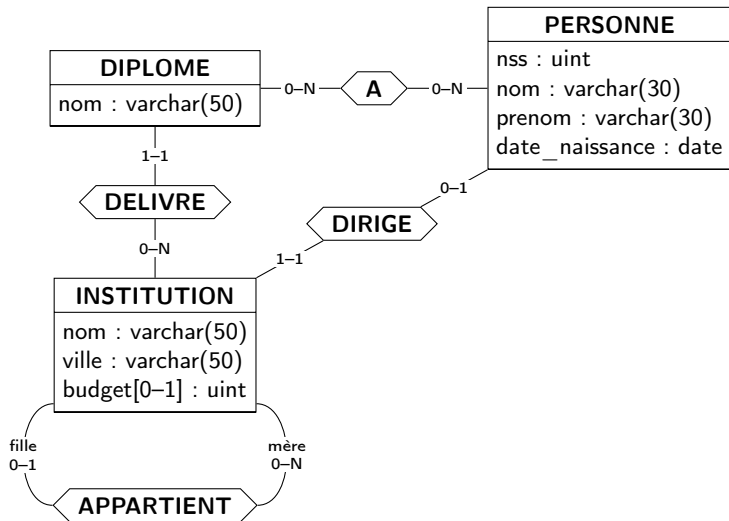 PERSONNE
nss : uint
nom : varchar(30)
prenom : varchar(30)
date_naissance : date
DIPLOME
nom : varchar(50)
0–N
A
0–N
1–1
DELIVRE
0–N
0–1
DIRIGE
1–1
INSTITUTION
nom : varchar(50)
ville : varchar(50)
budget[0–1] : uint
fille
0–1
mère
0–N
APPARTIENT